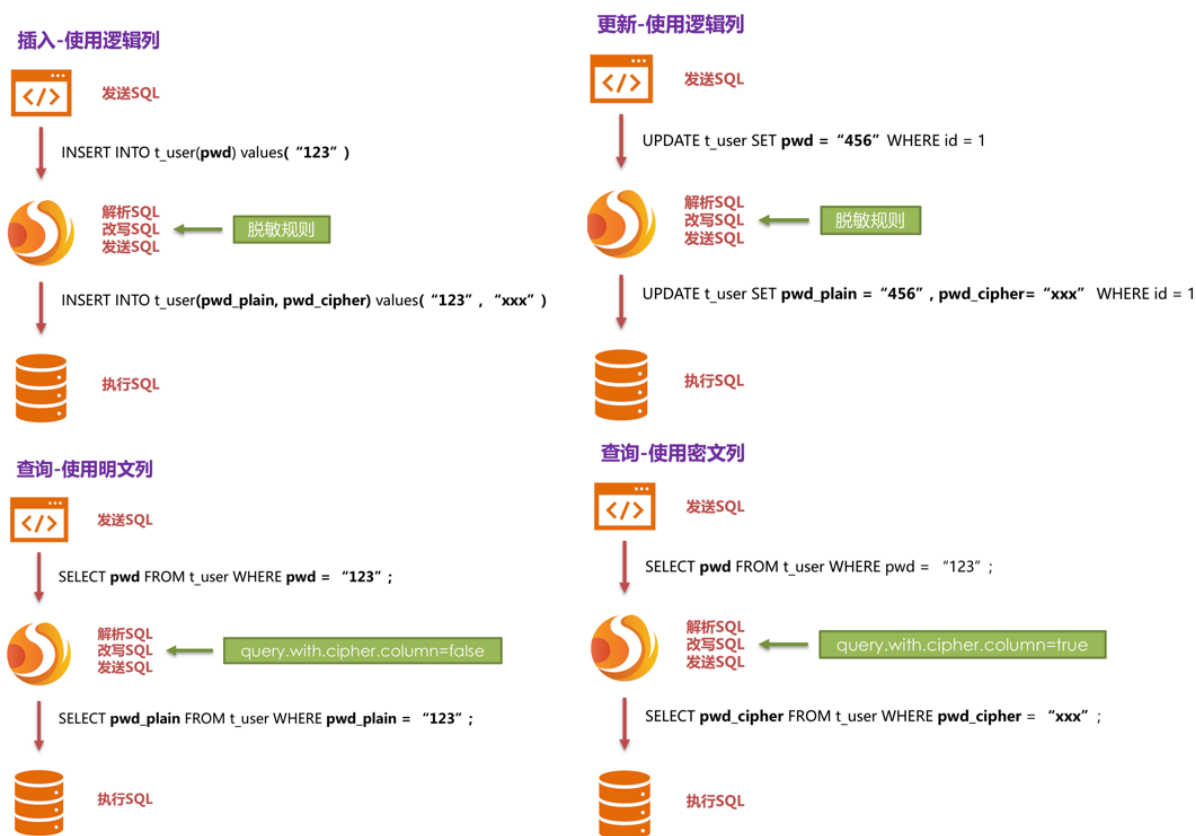 插入-使用逻辑列
发送SQL
INSERT INTO t_user(pwd) values(“123”)
解析SQL
改写SQL
发送SQL
脱敏规则
INSERT INTO t_user(pwd_plain, pwd_cipher) values(“123”, “xxx”)
执行SQL
更新-使用逻辑列
发送SQL
UPDATE t_user SET pwd = “456” WHERE id = 1
解析SQL
改写SQL
发送SQL
脱敏规则
UPDATE t_user SET pwd_plain = “456”, pwd_cipher= “xxx” WHERE id = 1
执行SQL
查询-使用明文列
发送SQL
SELECT pwd FROM t_user WHERE pwd = “123”;
解析SQL
改写SQL
发送SQL
query.with.cipher.column=false
SELECT pwd_plain FROM t_user WHERE pwd_plain = “123”;
执行SQL
查询-使用密文列
发送SQL
SELECT pwd FROM t_user WHERE pwd = “123”;
解析SQL
改写SQL
发送SQL
query.with.cipher.column=true
SELECT pwd_cipher FROM t_user WHERE pwd_cipher = “xxx”;
执行SQL